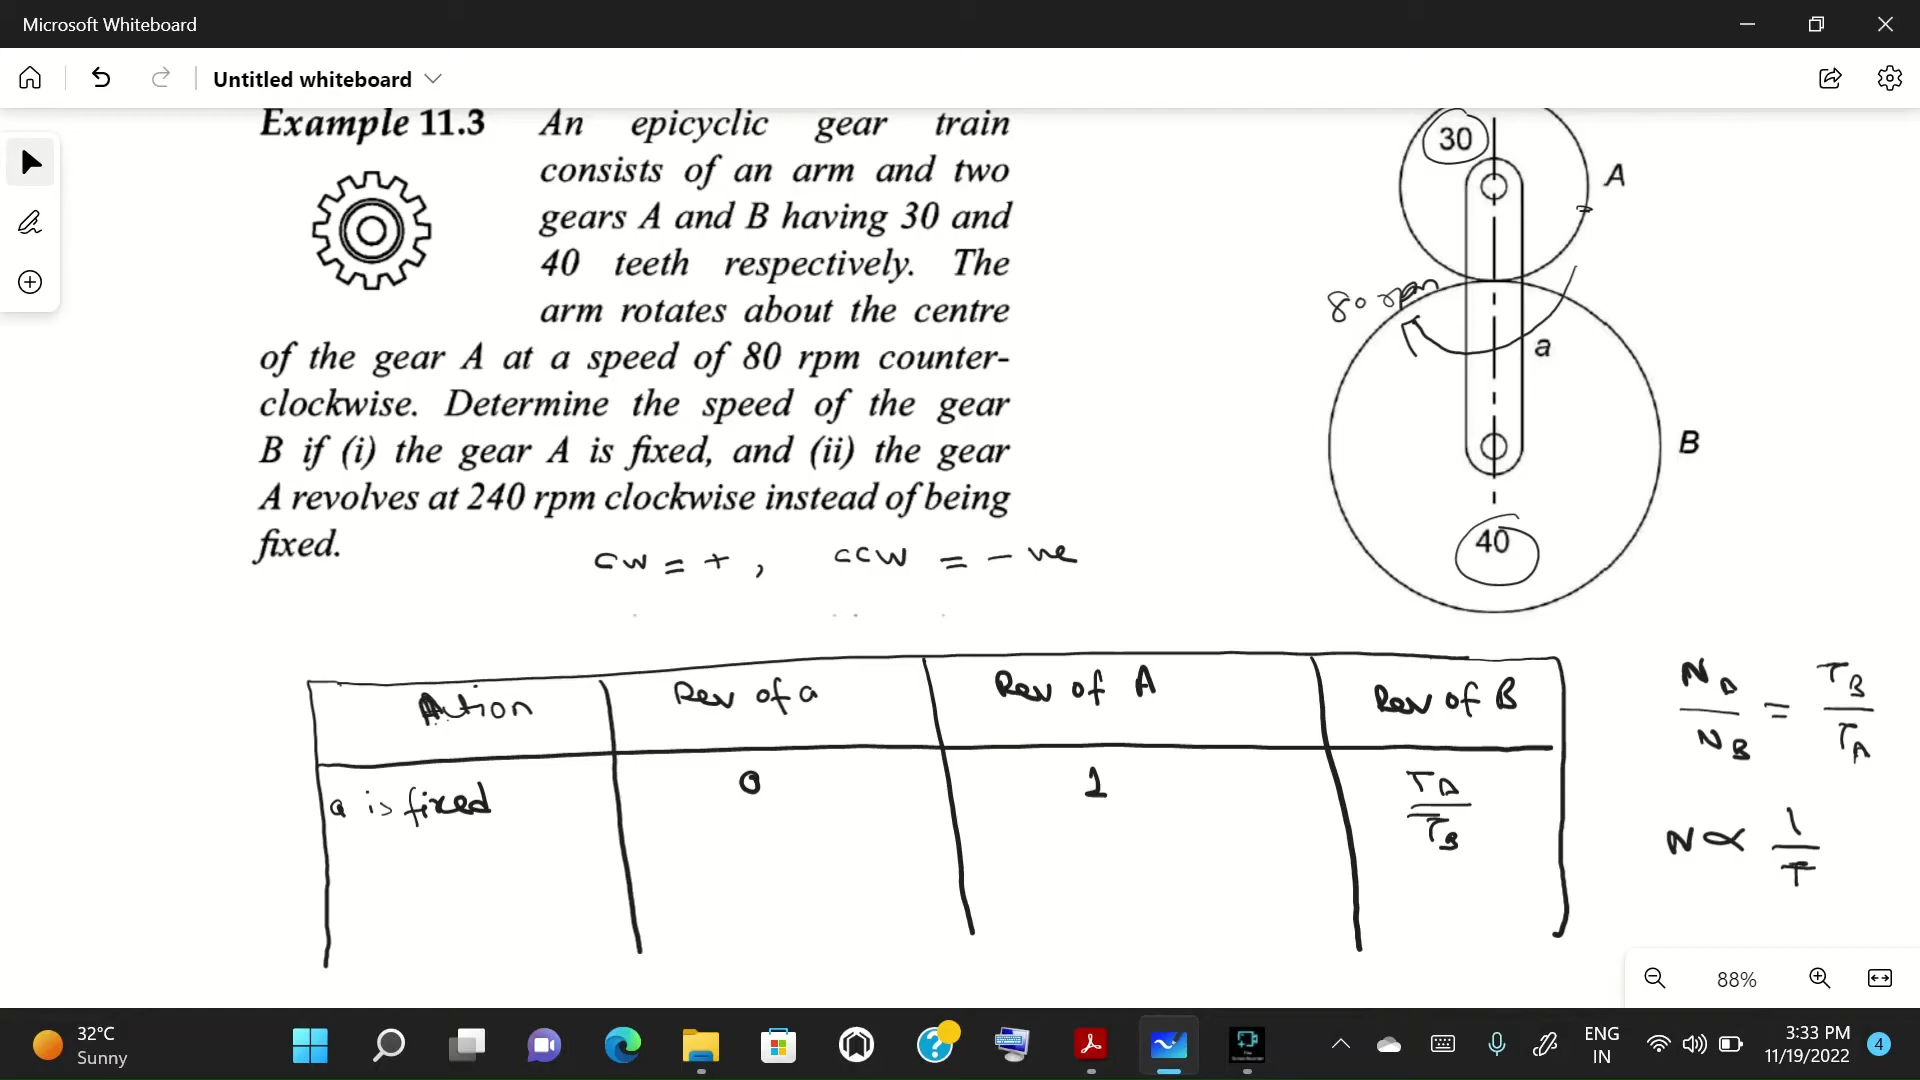 Microsoft Whiteboard
Untitled whiteboard
Example 11.3 An epicyclic gear train
consists of an arm and two
gears A and B having 30 and
40 teeth respectively. The
arm rotates about the centre
of the gear A at a speed of 80 rpm counter-
clockwise. Determine the speed of the gear
B if (i) the gear A is fixed, and (ii) the gear
A revolves at 240 rpm clockwise instead of being
fixed.
CW = +, CCW = - ve
30
A
80 rpm
a
B
40
Action Rev of a Rev of A Rev of B
a is fixed 0 1 TA/TB
NA/NB = TB/TA
N ∝ 1/T
88%
32°C
Sunny
ENG
IN
3:33 PM
11/19/2022
4